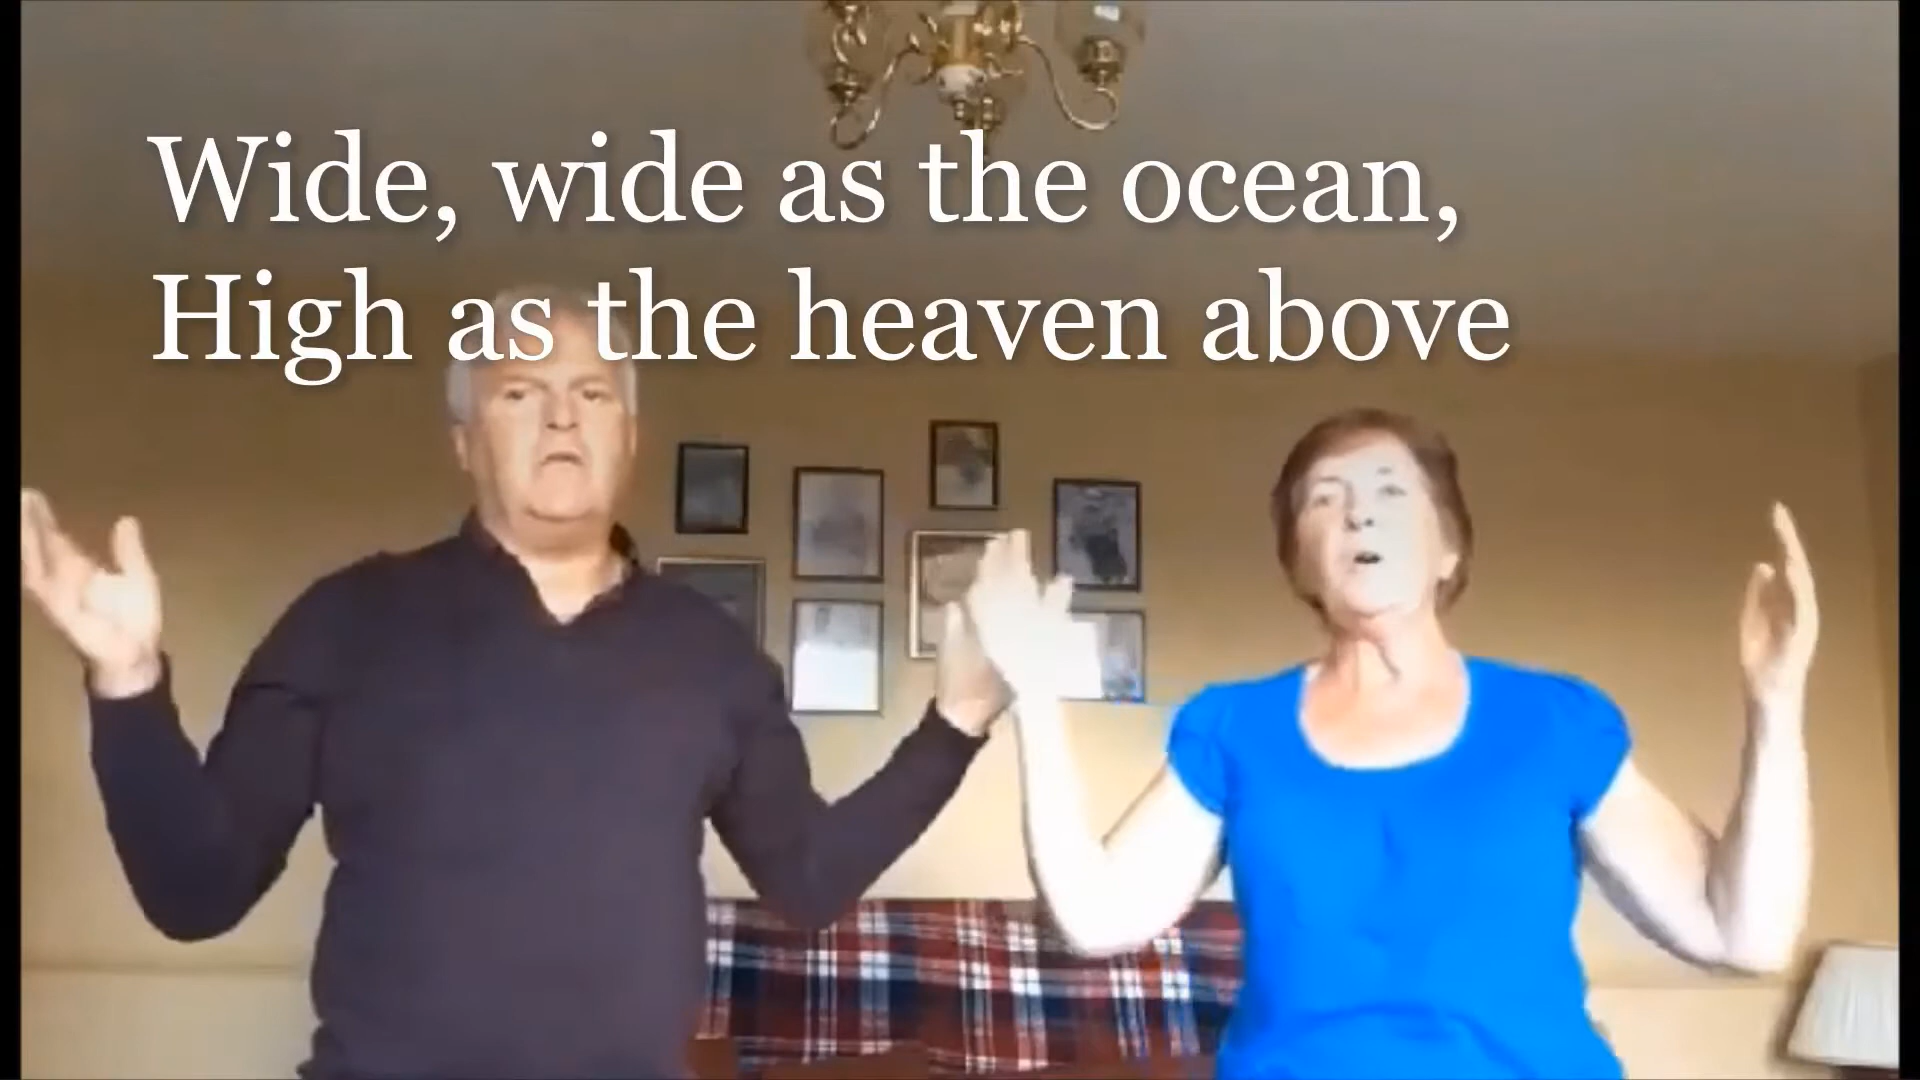 Wide, wide as the ocean,
High as the heaven above